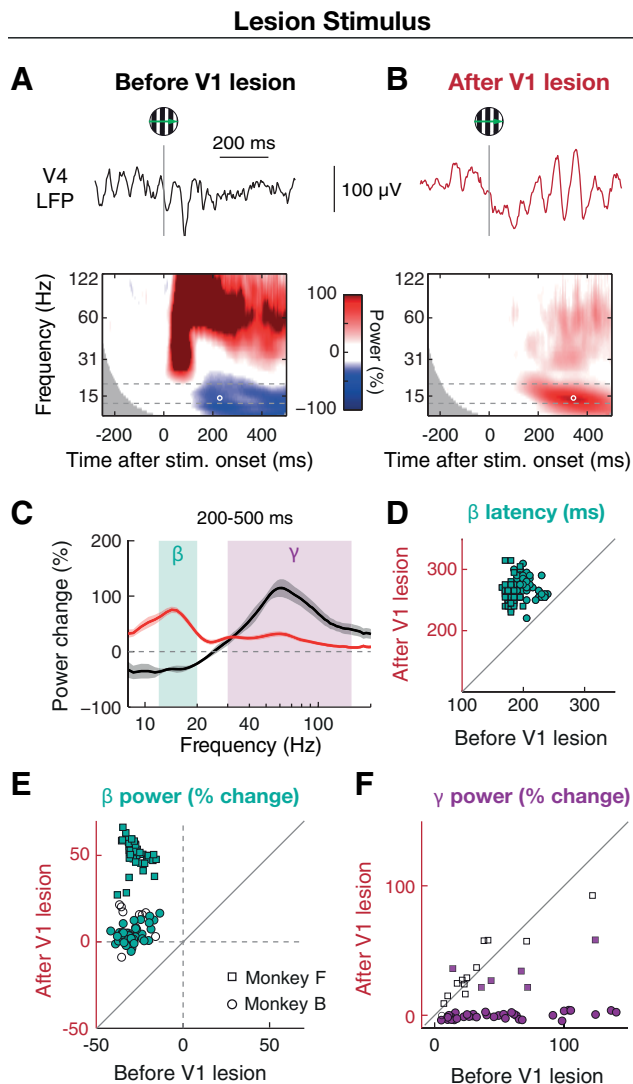 Lesion Stimulus
A Before V1 lesion
B After V1 lesion
200 ms
V4
LFP
100 µV
Frequency (Hz)
122
60
31
15
-250 0 200 400
Time after stim. onset (ms)
100
0
−100
Power (%)
122
60
31
15
-250 0 200 400
Time after stim. onset (ms)
C 200-500 ms
β γ
Power change (%)
200
100
0
−100
10 20 40 100
Frequency (Hz)
D β latency (ms)
After V1 lesion
300
200
100 200 300
Before V1 lesion
E β power (% change)
After V1 lesion
50
0
-50
-50 0 50
Before V1 lesion
Monkey F
Monkey B
F γ power (% change)
After V1 lesion
100
0
0 50 100
Before V1 lesion